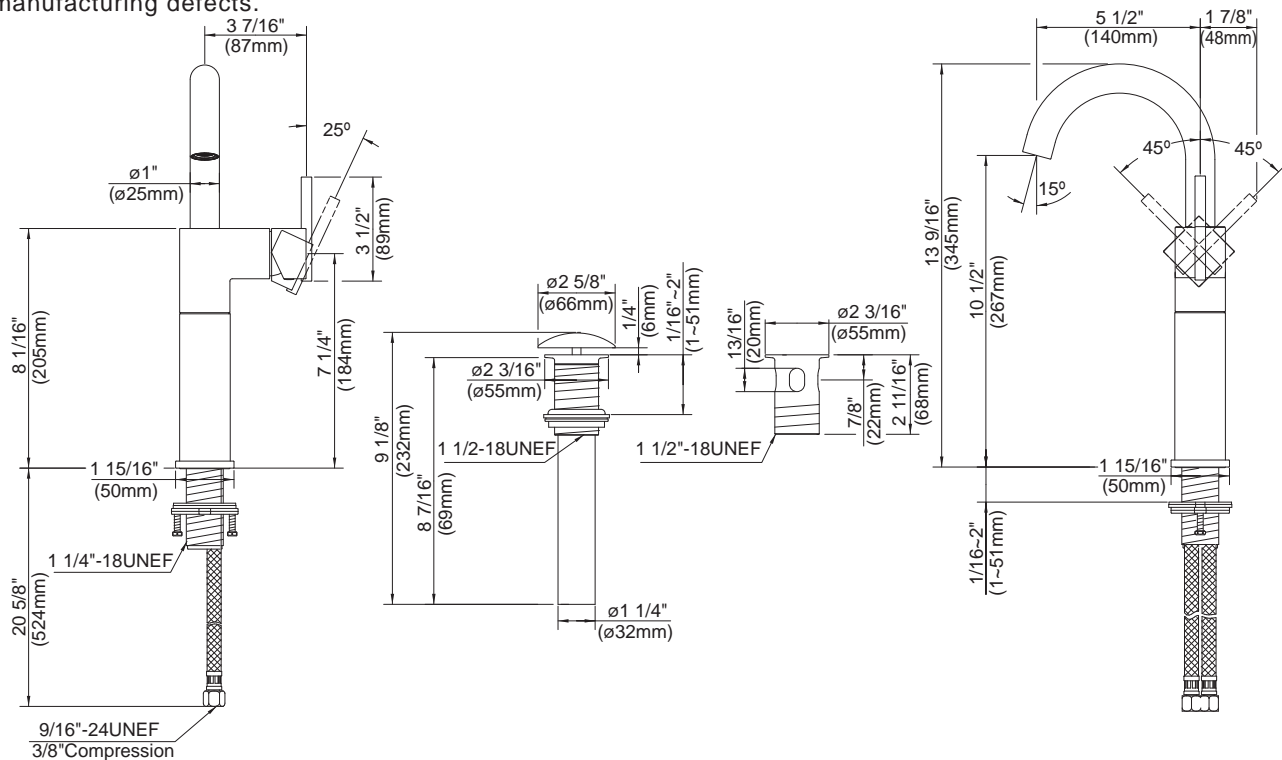 manufacturing defects.
3 7/16"
(87mm)
25º
ø1"
(ø25mm)
3 1/2"
(89mm)
8 1/16"
(205mm)
7 1/4"
(184mm)
1 15/16"
(50mm)
1 1/4"-18UNEF
20 5/8"
(524mm)
9/16"-24UNEF
3/8"Compression
ø2 5/8"
(ø66mm)
1/4"
(6mm)
1/16"~2"
(1~51mm)
ø2 3/16"
(ø55mm)
9 1/8"
(232mm)
8 7/16"
(69mm)
1 1/2-18UNEF
ø1 1/4"
(ø32mm)
13/16"
(20mm)
ø2 3/16"
(ø55mm)
7/8"
(22mm)
2 11/16"
(68mm)
1 1/2"-18UNEF
5 1/2"
(140mm)
1 7/8"
(48mm)
45º
45º
15º
13 9/16"
(345mm)
10 1/2"
(267mm)
1 15/16"
(50mm)
1/16~2"
(1~51mm)